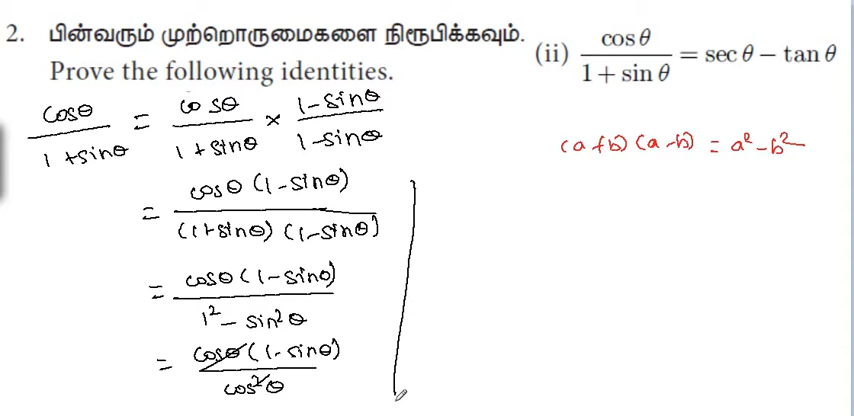 2. பின்வரும் முற்றொருமைகளை நிரூபிக்கவும்.
Prove the following identities.
(ii) cosθ / (1 + sinθ) = secθ − tanθ
cosθ / (1 + sinθ) = cosθ / (1 + sinθ) × (1 − sinθ) / (1 − sinθ)
(a+b)(a−b) = a² − b²
= cosθ (1 − sinθ) / (1 + sinθ)(1 − sinθ)
= cosθ (1 − sinθ) / 1² − sin²θ
= cosθ (1 − sinθ) / cos²θ